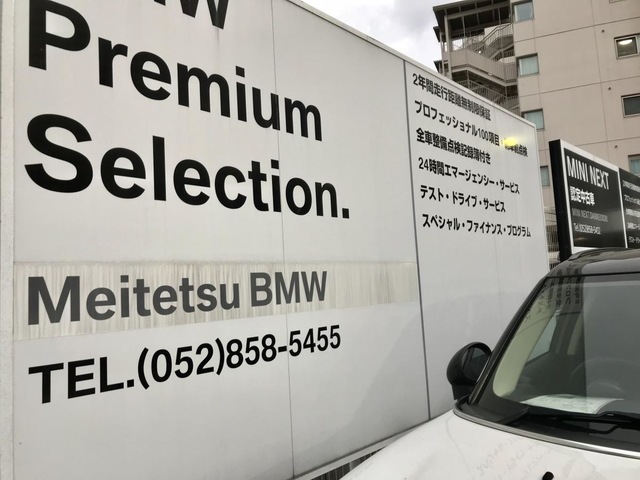 Premium
Selection.
Meitetsu BMW
TEL.(052)858-5455
2年間走行距離無制限保証
プロフェッショナル100項目
全車整備点検記録簿付き
24時間エマージェンシー・サービス
テスト・ドライブ・サービス
スペシャル・ファイナンス・プログラム
MINI NEXT
認定中古車